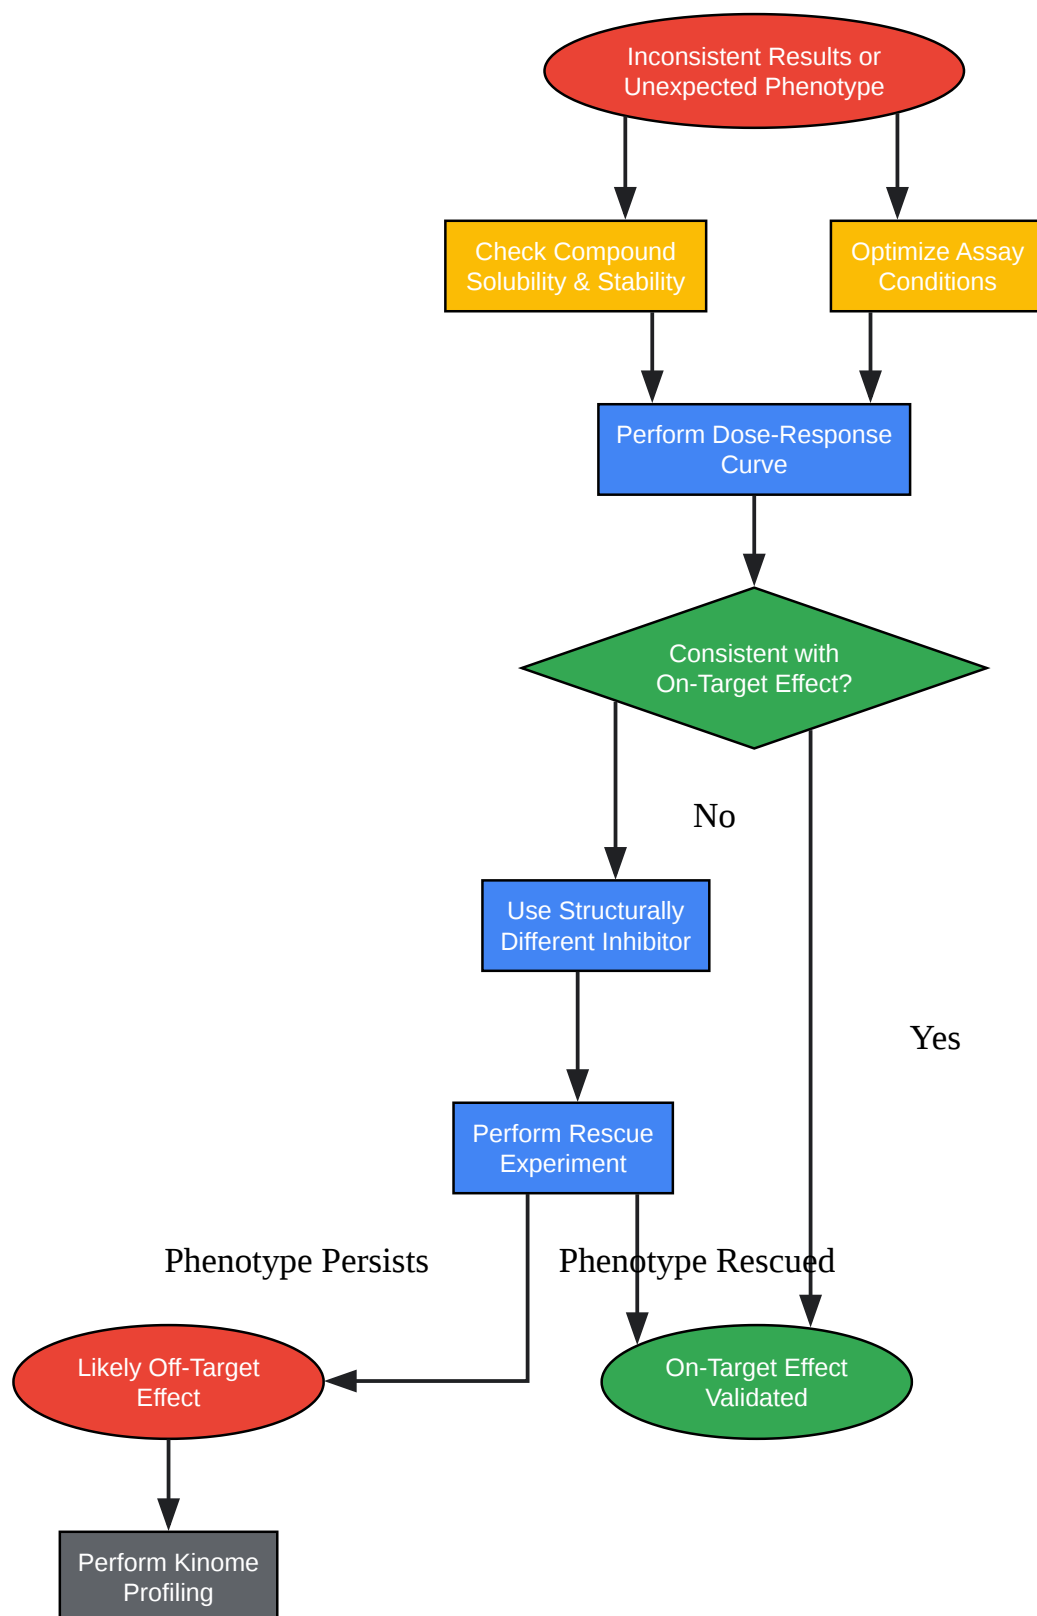 Inconsistent Results or
Unexpected Phenotype
Check Compound
Solubility & Stability
Optimize Assay
Conditions
Perform Dose-Response
Curve
Consistent with
On-Target Effect?
No
Use Structurally
Different Inhibitor
Yes
Perform Rescue
Experiment
Phenotype Persists
Phenotype Rescued
Likely Off-Target
Effect
On-Target Effect
Validated
Perform Kinome
Profiling